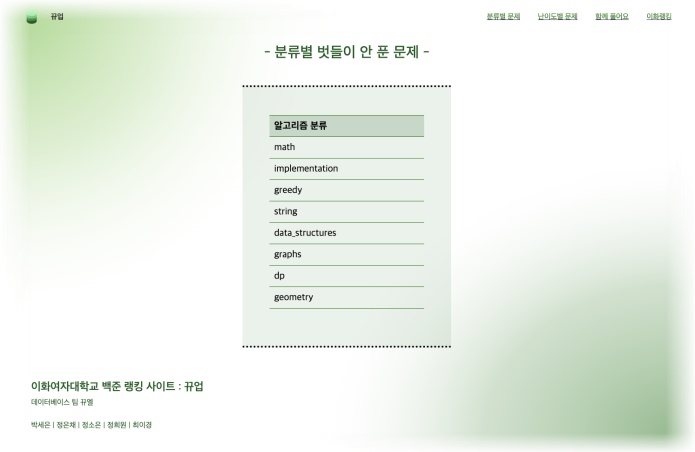 뀨업
분류별 문제 난이도별 문제 함께 풀어요 이화랭킹
- 분류별 벗들이 안 푼 문제 -
알고리즘 분류
math
implementation
greedy
string
data_structures
graphs
dp
geometry
이화여자대학교 백준 랭킹 사이트 : 뀨업
데이터베이스 팀 뀨엘
박세은 | 정은채 | 정소은 | 정희원 | 최이경